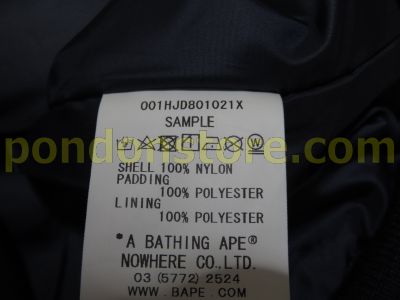 001HJD801021X
SAMPLE
pondonstore.com
SHELL 100% NYLON
PADDING
100% POLYESTER
LINING
100% POLYESTER
"A BATHING APE®
NOWHERE CO.,LTD.
03 (5772) 2524
WWW.BAPE.COM